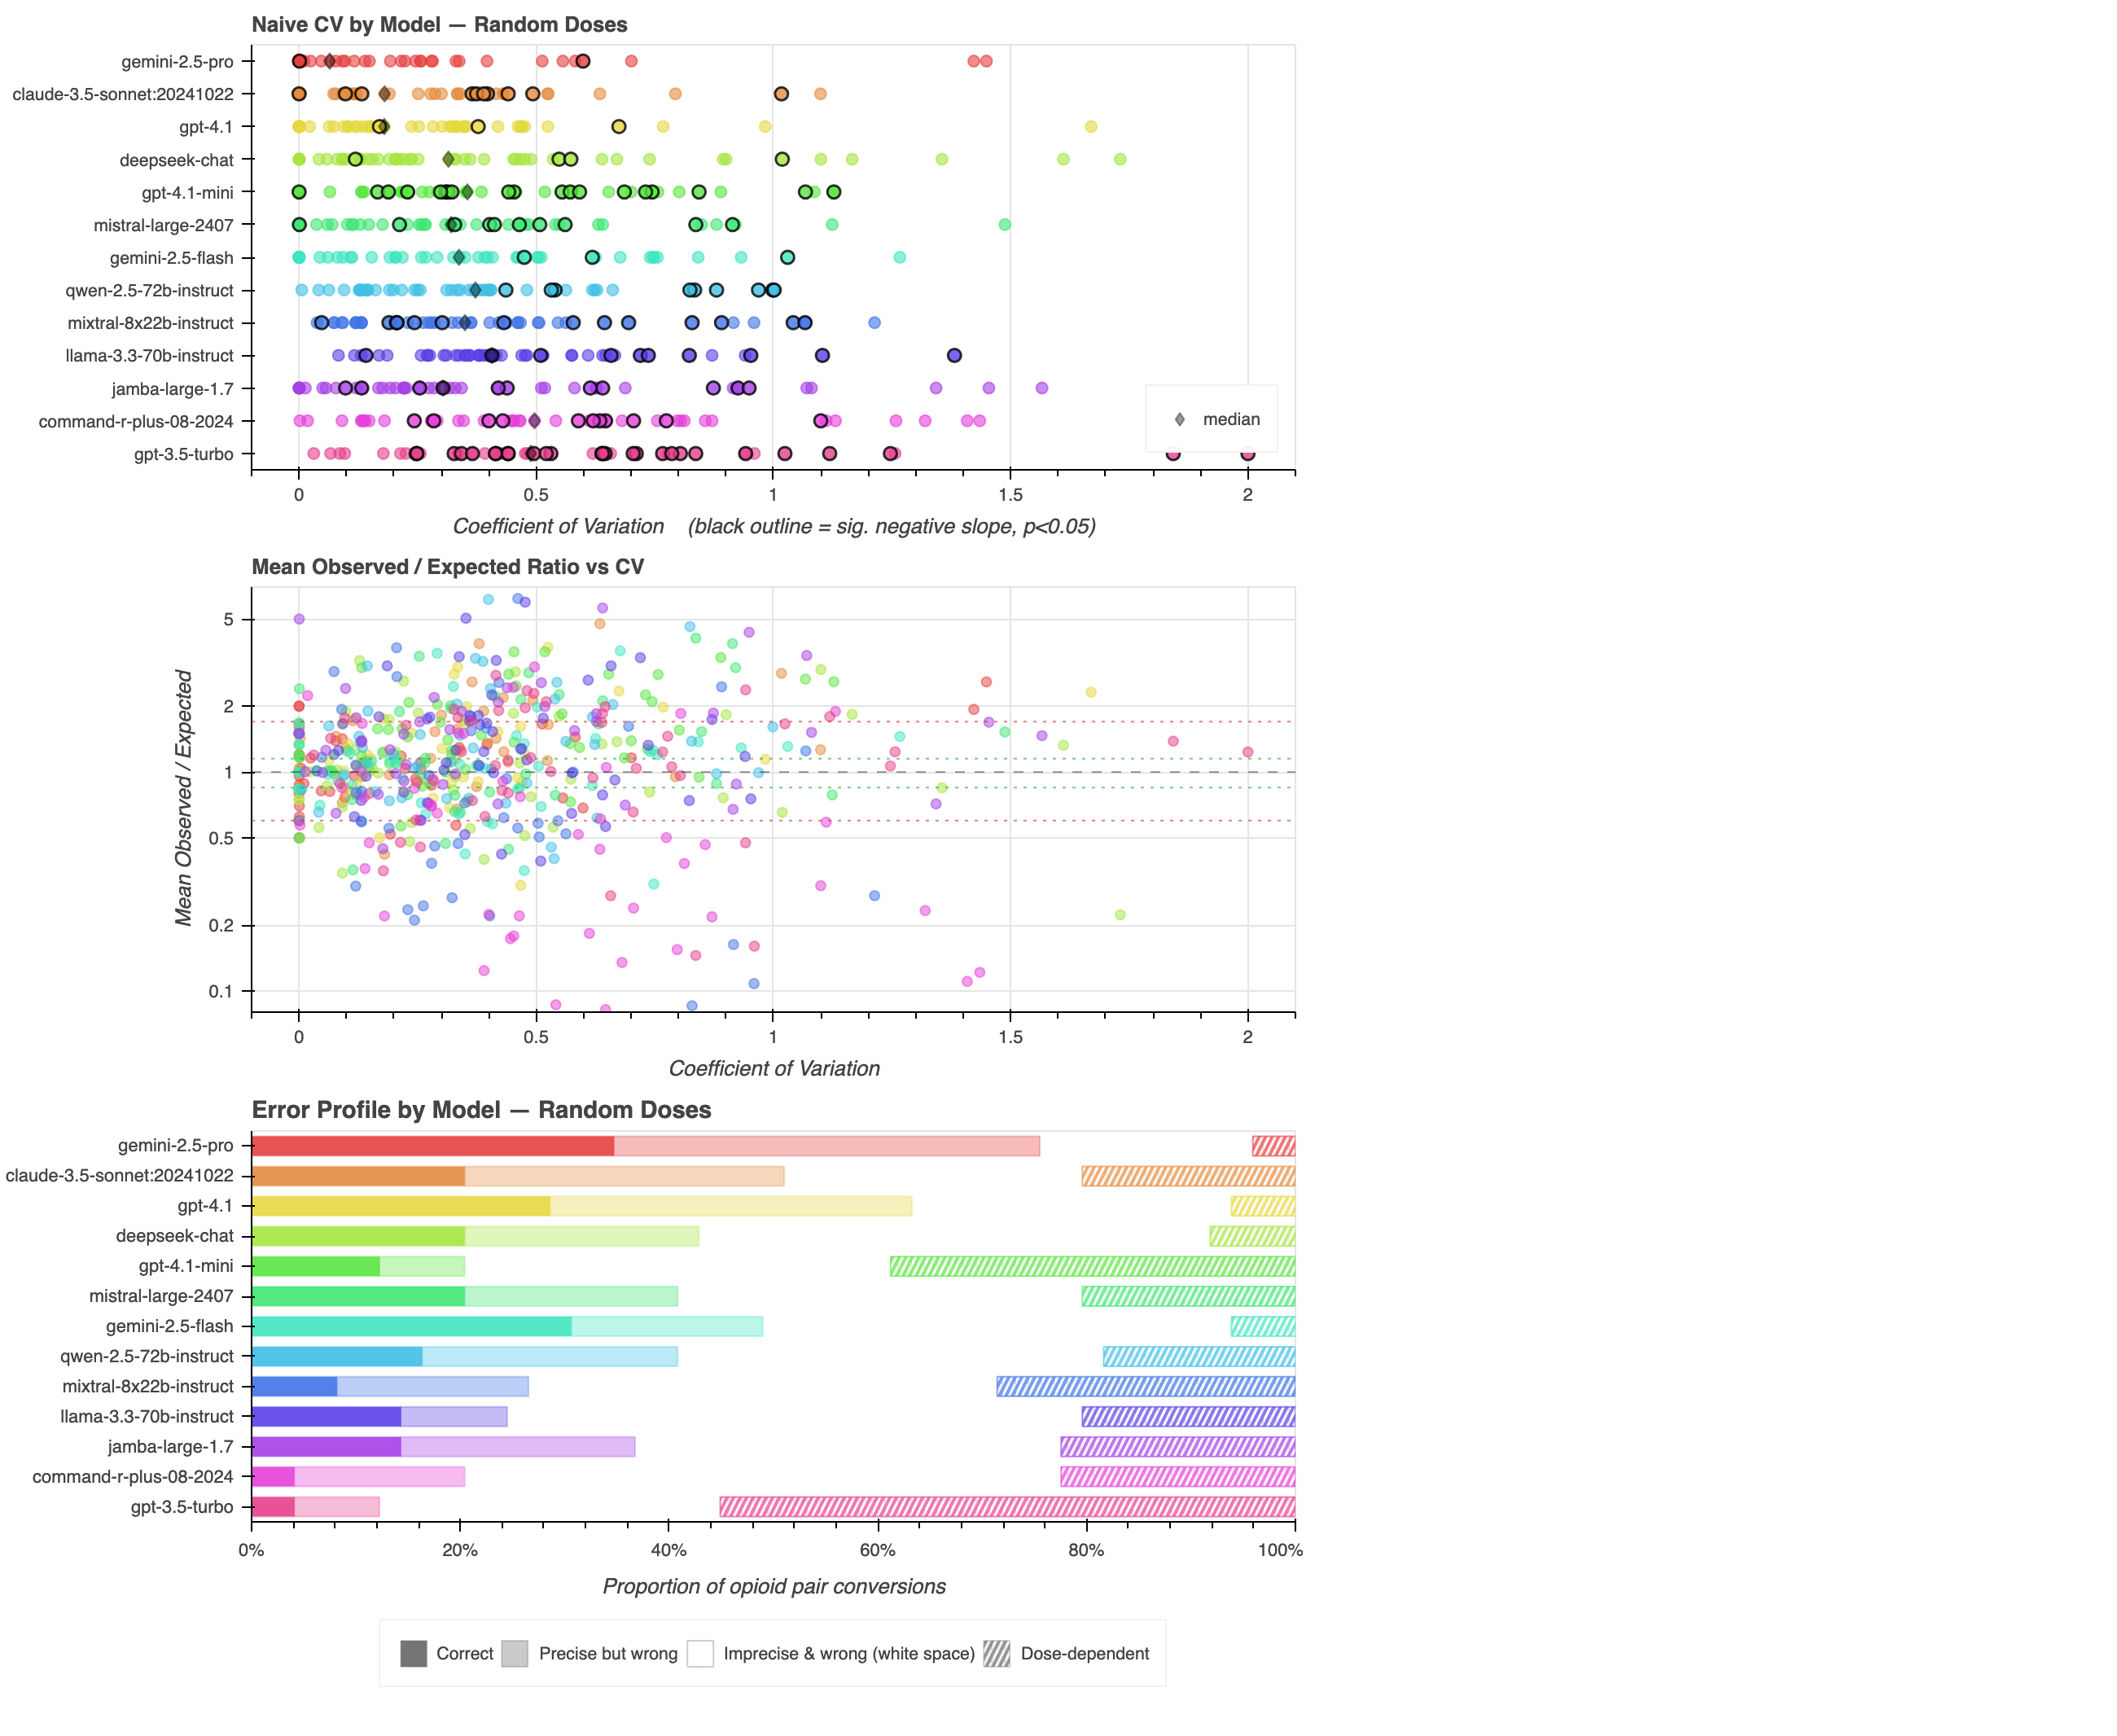 Naive CV by Model — Random Doses
gemini-2.5-pro
claude-3.5-sonnet:20241022
gpt-4.1
deepseek-chat
gpt-4.1-mini
mistral-large-2407
gemini-2.5-flash
qwen-2.5-72b-instruct
mixtral-8x22b-instruct
llama-3.3-70b-instruct
jamba-large-1.7
command-r-plus-08-2024
gpt-3.5-turbo
median
0 0.5 1 1.5 2
Coefficient of Variation (black outline = sig. negative slope, p<0.05)
Mean Observed / Expected Ratio vs CV
Mean Observed / Expected
5
2
1
0.5
0.2
0.1
0 0.5 1 1.5 2
Coefficient of Variation
Error Profile by Model — Random Doses
gemini-2.5-pro
claude-3.5-sonnet:20241022
gpt-4.1
deepseek-chat
gpt-4.1-mini
mistral-large-2407
gemini-2.5-flash
qwen-2.5-72b-instruct
mixtral-8x22b-instruct
llama-3.3-70b-instruct
jamba-large-1.7
command-r-plus-08-2024
gpt-3.5-turbo
0% 20% 40% 60% 80% 100%
Proportion of opioid pair conversions
Correct Precise but wrong Imprecise & wrong (white space) Dose-dependent